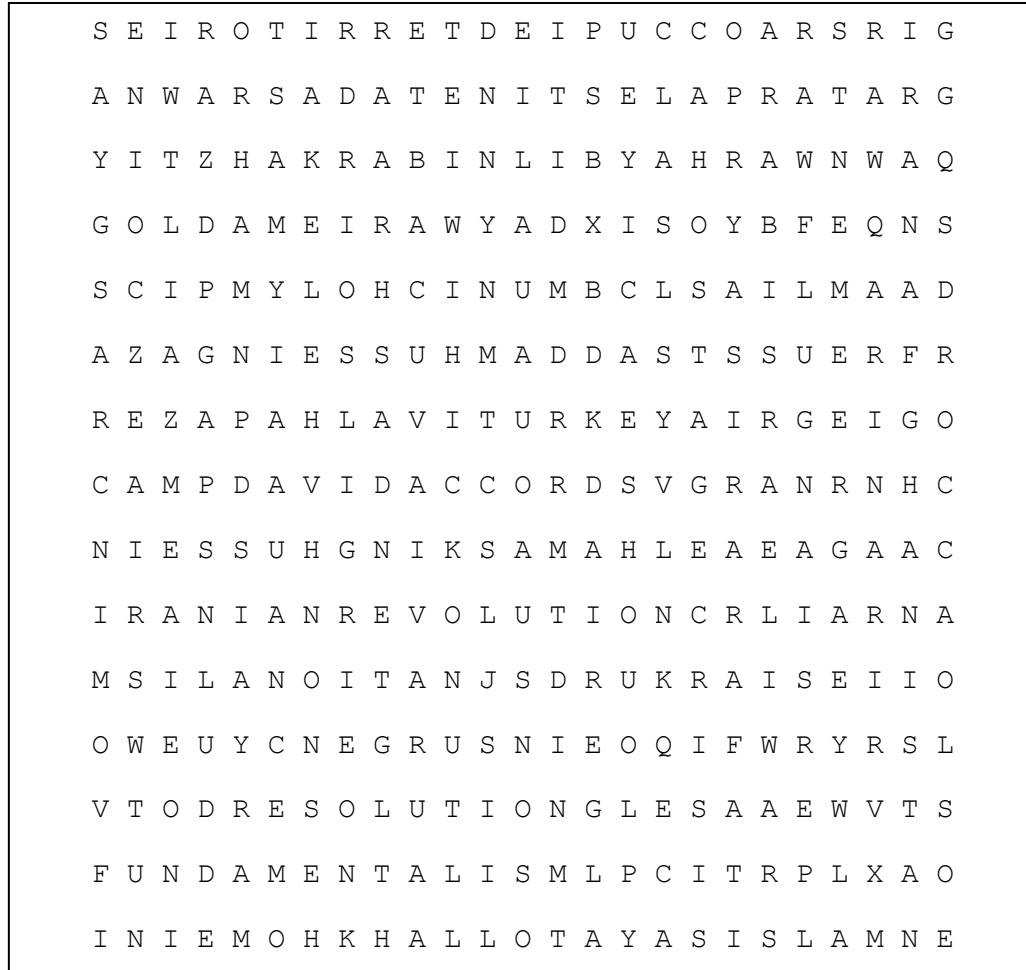 S E I R O T I R R E T D E I P U C C O A R S R I G
A N W A R S A D A T E N I T S E L A P R A T A R G
Y I T Z H A K R A B I N L I B Y A H R A W N W A Q
G O L D A M E I R A W Y A D X I S O Y B F E Q N S
S C I P M Y L O H C I N U M B C L S A I L M A A D
A Z A G N I E S S U H M A D D A S T S S U E R F R
R E Z A P A H L A V I T U R K E Y A I R G E I G O
C A M P D A V I D A C C O R D S V G R A N R N H C
N I E S S U H G N I K S A M A H L E A E A G A A C
I R A N I A N R E V O L U T I O N C R L I A R N A
M S I L A N O I T A N J S D R U K R A I S E I I O
O W E U Y C N E G R U S N I E O Q I F W R Y R S L
V T O D R E S O L U T I O N G L E S A A E W V T S
F U N D A M E N T A L I S M L P C I T R P L X A O
I N I E M O H K H A L L O T A Y A S I S L A M N E